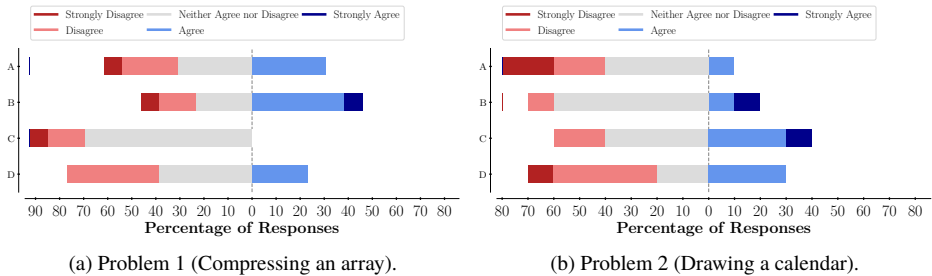 Strongly Disagree Neither Agree nor Disagree Strongly Agree
Disagree Agree
A
B
C
D
90 80 70 60 50 40 30 20 10 0 10 20 30 40 50 60 70 80
Percentage of Responses
(a) Problem 1 (Compressing an array).
Strongly Disagree Neither Agree nor Disagree Strongly Agree
Disagree Agree
A
B
C
D
80 70 60 50 40 30 20 10 0 10 20 30 40 50 60 70 80
Percentage of Responses
(b) Problem 2 (Drawing a calendar).